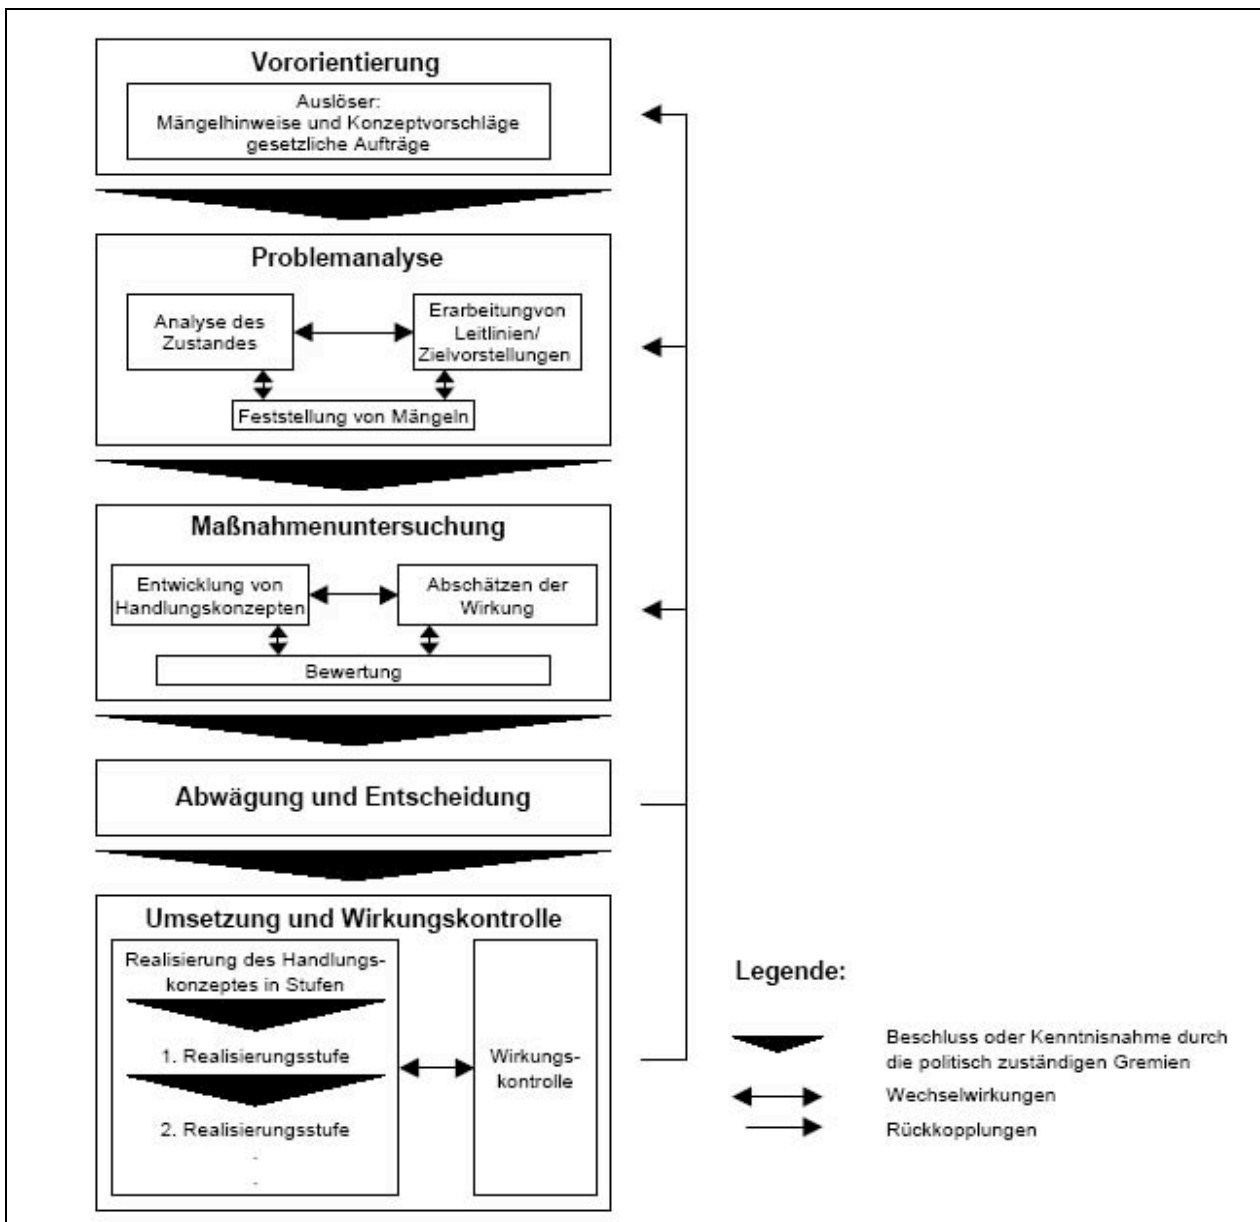 Vororientierung
Auslöser:
Mängelhinweise und Konzeptvorschläge
gesetzliche Aufträge
Problemanalyse
Analyse des
Zustandes
Erarbeitungvon
Leitlinien/
Zielvorstellungen
Feststellung von Mängeln
Maßnahmenuntersuchung
Entwicklung von
Handlungskonzepten
Abschätzen der
Wirkung
Bewertung
Abwägung und Entscheidung
Umsetzung und Wirkungskontrolle
Realisierung des Handlungs-
konzeptes in Stufen
1. Realisierungsstufe
2. Realisierungsstufe
.
.
Wirkungs-
kontrolle
Legende:
Beschluss oder Kenntnisnahme durch
die politisch zuständigen Gremien
Wechselwirkungen
Rückkopplungen